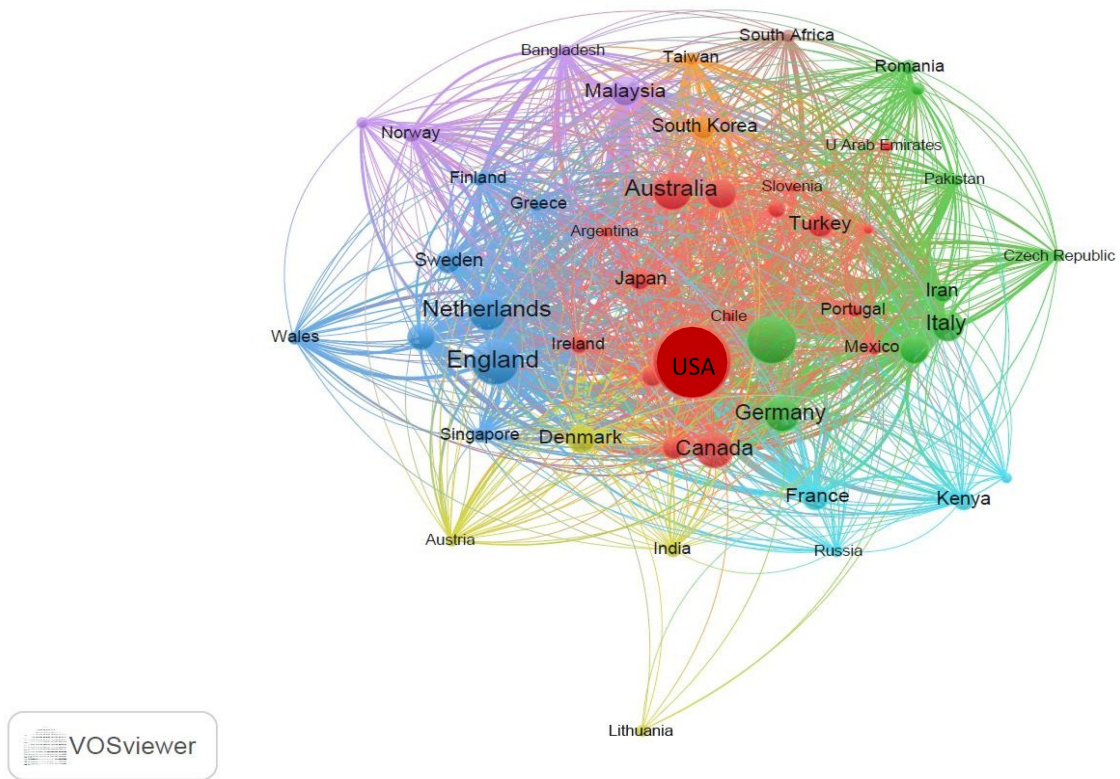 South Africa
Bangladesh
Taiwan
Romania
Malaysia
South Korea
Norway
U Arab Emirates
Finland
Australia
Slovenia
Pakistan
Greece
Turkey
Argentina
Czech Republic
Sweden
Japan
Iran
Netherlands
Chile
Portugal
Italy
Wales
Ireland
Mexico
England
USA
Germany
Singapore
Denmark
Canada
France
Kenya
Austria
India
Russia
Lithuania
VOSviewer